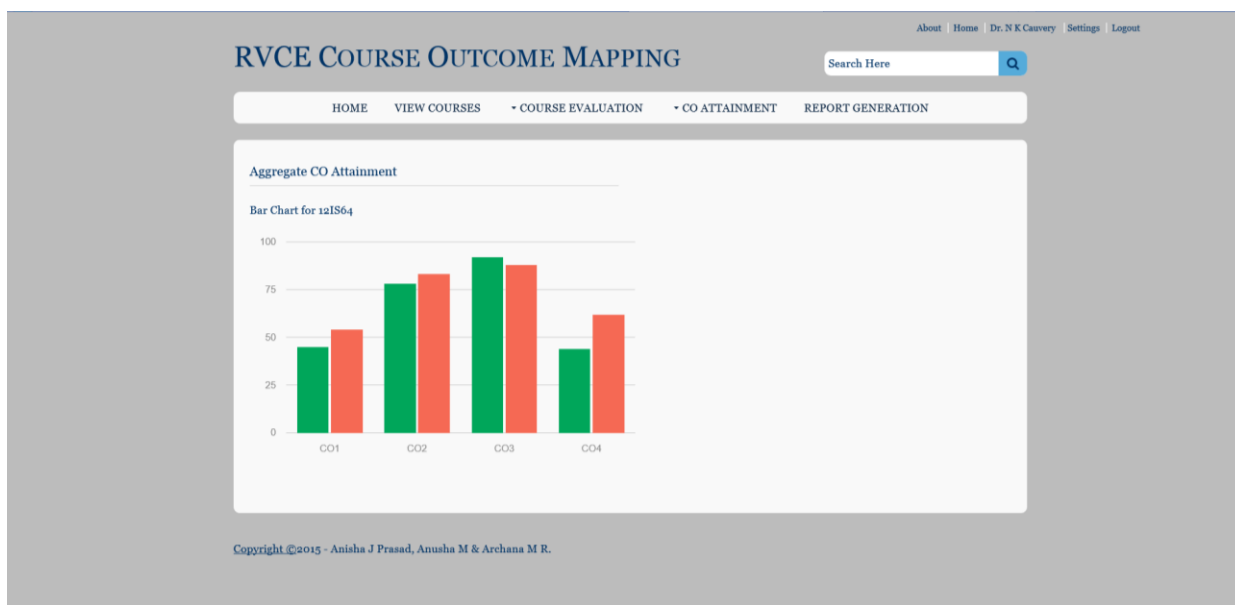 About Home Dr. N K Cauvery Settings Logout
RVCE COURSE OUTCOME MAPPING
Search Here
HOME VIEW COURSES COURSE EVALUATION CO ATTAINMENT REPORT GENERATION
Aggregate CO Attainment
Bar Chart for 12IS64
100
75
50
25
0
CO1 CO2 CO3 CO4
Copyright ©2015 - Anisha J Prasad, Anusha M & Archana M R.